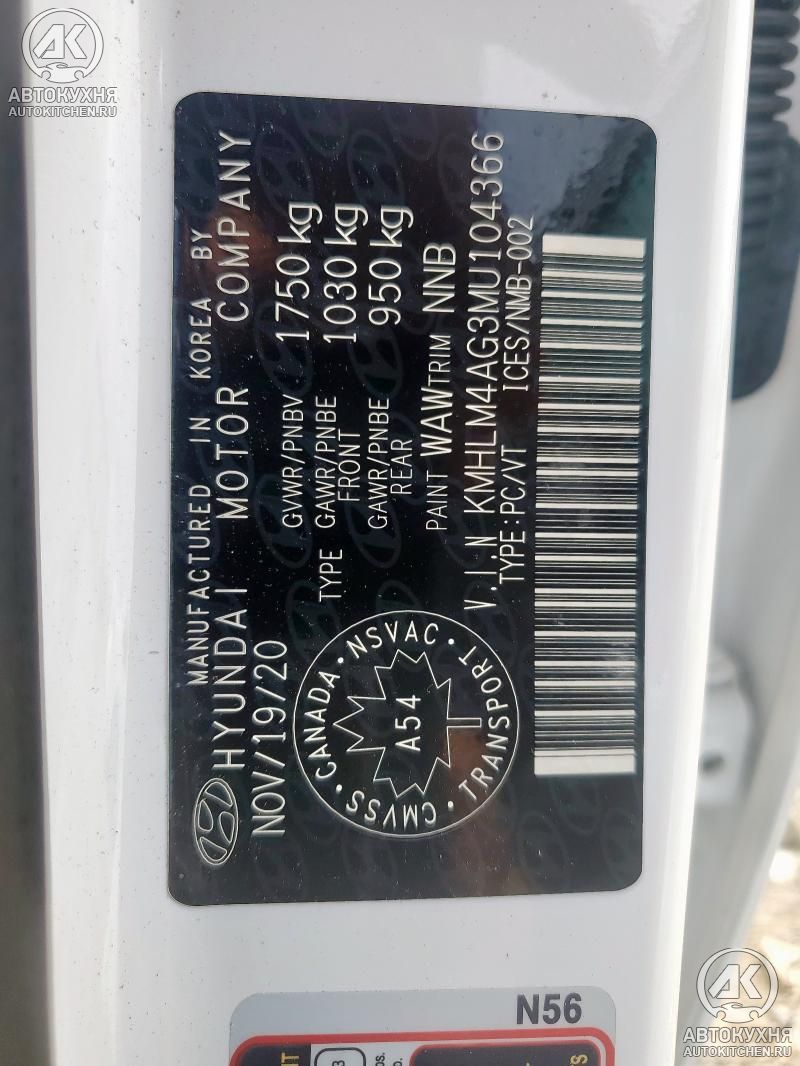 АВТОКУХНЯ
AUTOKITCHEN.RU
MANUFACTURED IN KOREA BY
HYUNDAI MOTOR COMPANY
NOV/19/20
GVWR/PNBV 1750 kg
TYPE GAWR/PNBE FRONT 1030 kg
GAWR/PNBE REAR 950 kg
PAINT WAW TRIM NNB
V.I.N KMHLM4AG3MU104366
TYPE:PC/VT ICES/NMB-002
CANADA · NSVAC · TRANSPORT · CMVSS ·
A54
N56
АВТОКУХНЯ
AUTOKITCHEN.RU